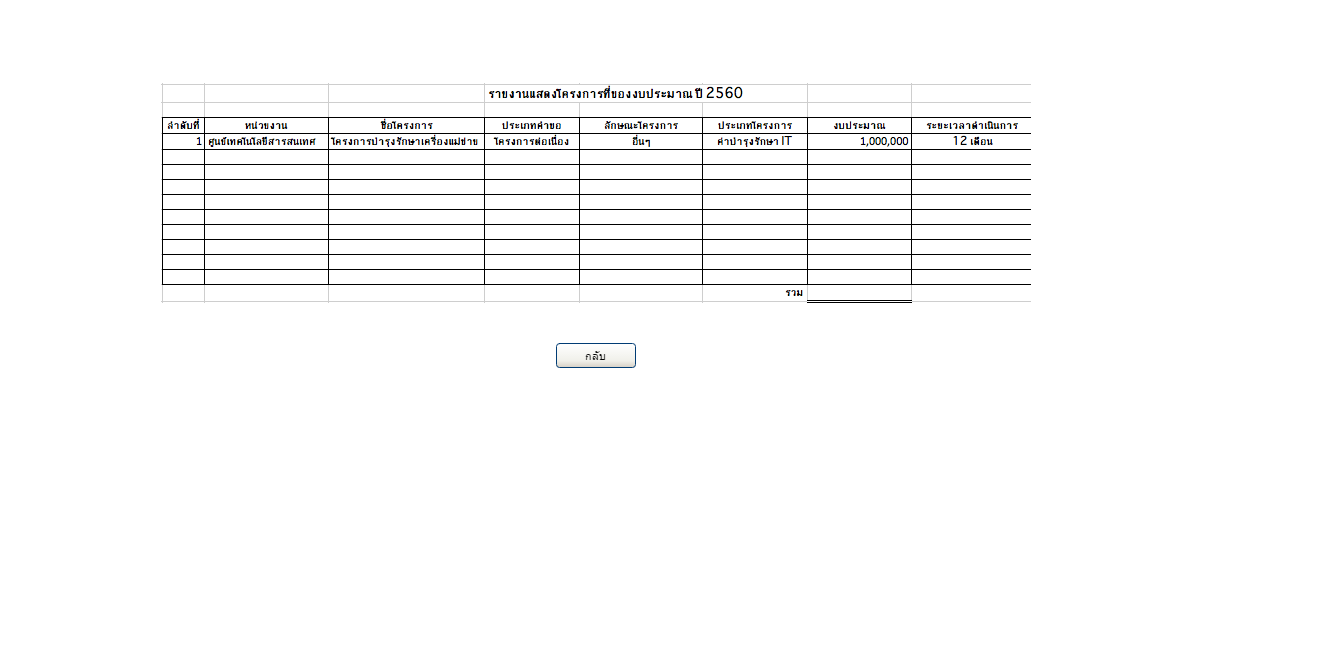 รายงานแสดงโครงการที่ของบประมาณ ปี 2560
ลำดับที่ หน่วยงาน ชื่อโครงการ ประเภทคำขอ ลักษณะโครงการ ประเภทโครงการ งบประมาณ ระยะเวลาดำเนินการ
1 ศูนย์เทคโนโลยีสารสนเทศ โครงการบำรุงรักษาเครื่องแม่ข่าย โครงการต่อเนื่อง อื่นๆ ค่าบำรุงรักษา IT 1,000,000 12 เดือน
รวม
กลับ